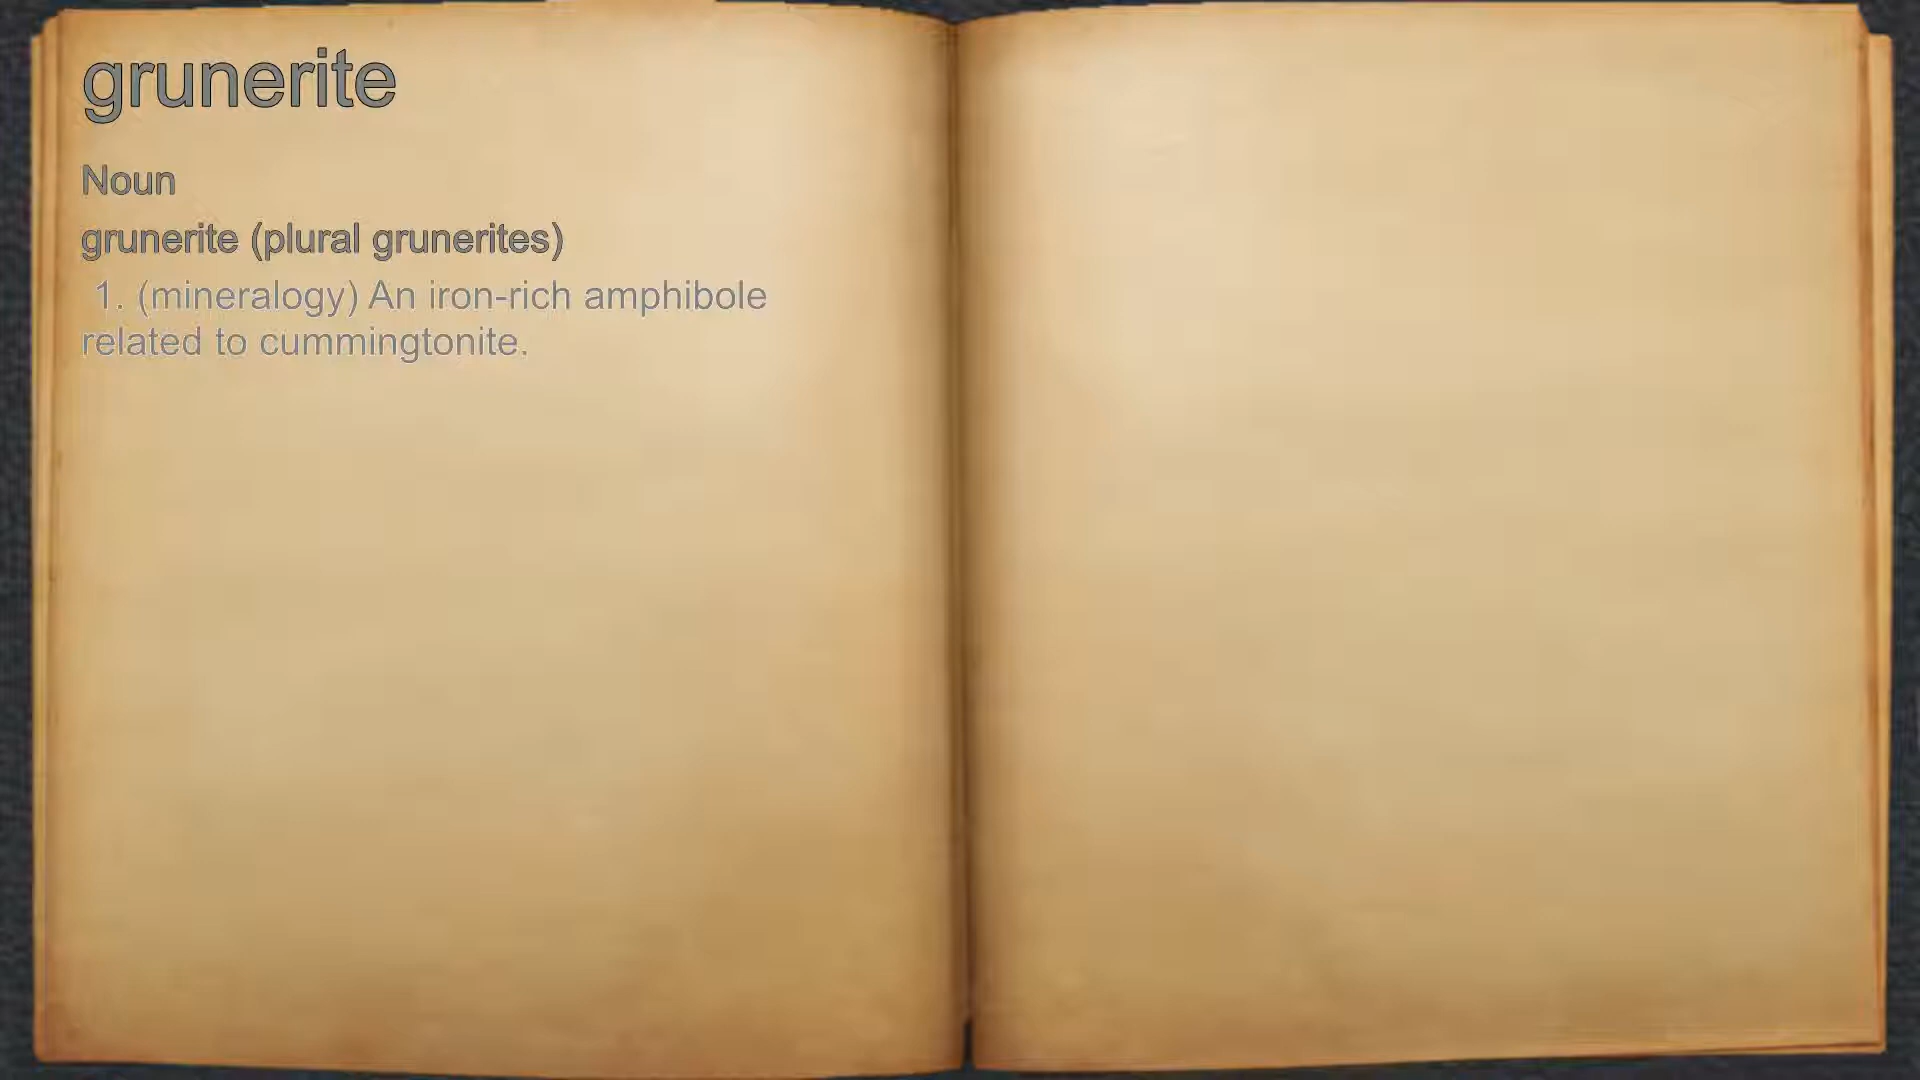 grunerite
Noun
grunerite (plural grunerites)
1. (mineralogy) An iron-rich amphibole
related to cummingtonite.